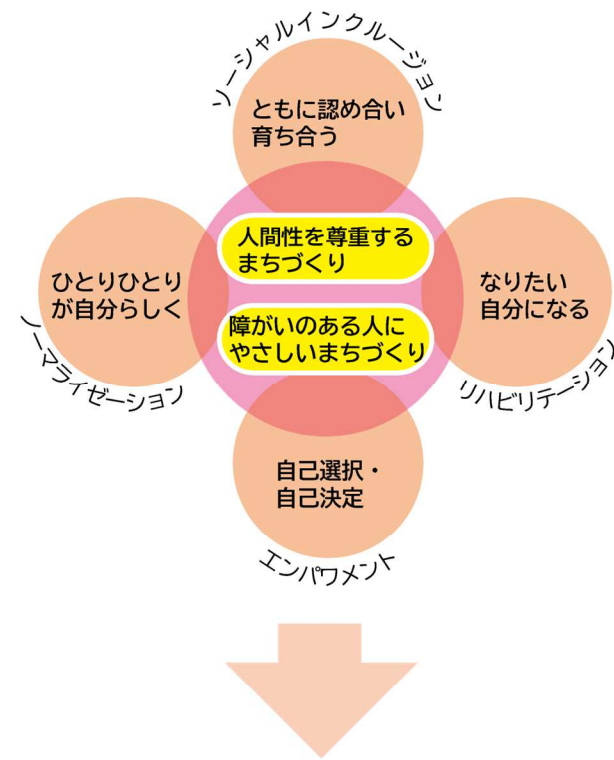 ソーシャルインクルージョン
ともに認め合い
育ち合う
人間性を尊重する
まちづくり
ひとりひとり
が自分らしく
ノーマライゼーション
なりたい
自分になる
リハビリテーション
障がいのある人に
やさしいまちづくり
自己選択・
自己決定
エンパワメント